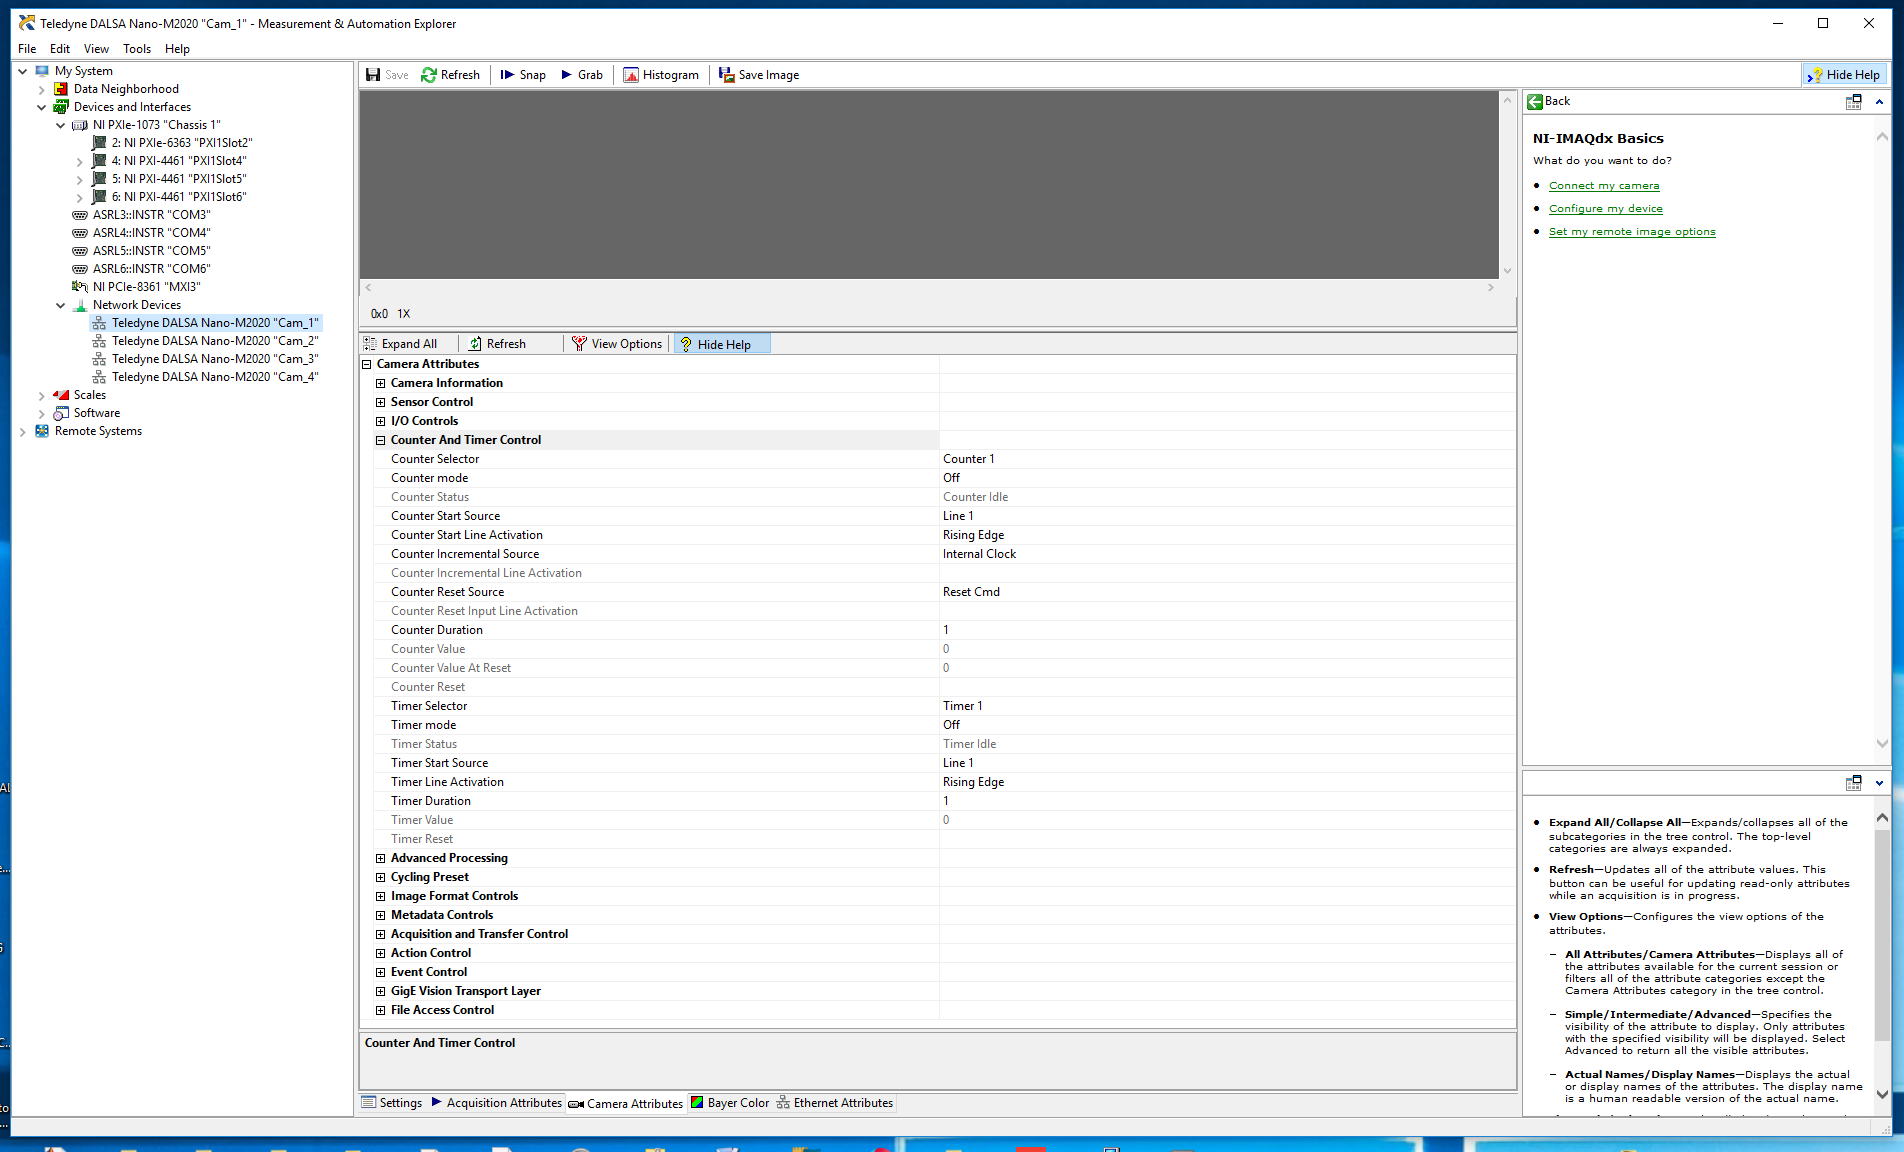 Teledyne DALSA Nano-M2020 "Cam_1" - Measurement & Automation Explorer
File Edit View Tools Help
My System
Data Neighborhood
Devices and Interfaces
NI PXIe-1073 "Chassis 1"
2: NI PXIe-6363 "PXI1Slot2"
4: NI PXI-4461 "PXI1Slot4"
5: NI PXI-4461 "PXI1Slot5"
6: NI PXI-4461 "PXI1Slot6"
ASRL3::INSTR "COM3"
ASRL4::INSTR "COM4"
ASRL5::INSTR "COM5"
ASRL6::INSTR "COM6"
NI PCIe-8361 "MXI3"
Network Devices
Teledyne DALSA Nano-M2020 "Cam_1"
Teledyne DALSA Nano-M2020 "Cam_2"
Teledyne DALSA Nano-M2020 "Cam_3"
Teledyne DALSA Nano-M2020 "Cam_4"
Scales
Software
Remote Systems
Save Refresh Snap Grab Histogram Save Image Hide Help
0x0 1X
Expand All Refresh View Options Hide Help
Camera Attributes
Camera Information
Sensor Control
I/O Controls
Counter And Timer Control
Counter Selector Counter 1
Counter mode Off
Counter Status Counter Idle
Counter Start Source Line 1
Counter Start Line Activation Rising Edge
Counter Incremental Source Internal Clock
Counter Incremental Line Activation
Counter Reset Source Reset Cmd
Counter Reset Input Line Activation
Counter Duration 1
Counter Value 0
Counter Value At Reset 0
Counter Reset
Timer Selector Timer 1
Timer mode Off
Timer Status Timer Idle
Timer Start Source Line 1
Timer Line Activation Rising Edge
Timer Duration 1
Timer Value 0
Timer Reset
Advanced Processing
Cycling Preset
Image Format Controls
Metadata Controls
Acquisition and Transfer Control
Action Control
Event Control
GigE Vision Transport Layer
File Access Control
Counter And Timer Control
Settings Acquisition Attributes Camera Attributes Bayer Color Ethernet Attributes
Back
NI-IMAQdx Basics
What do you want to do?
• Connect my camera
• Configure my device
• Set my remote image options
• Expand All/Collapse All—Expands/collapses all of the
subcategories in the tree control. The top-level
categories are always expanded.
• Refresh—Updates all of the attribute values. This
button can be useful for updating read-only attributes
while an acquisition is in progress.
• View Options—Configures the view options of the
attributes.
– All Attributes/Camera Attributes—Displays all of
the attributes available for the current session or
filters all of the attribute categories except the
Camera Attributes category in the tree control.
– Simple/Intermediate/Advanced—Specifies the
visibility of the attribute to display. Only attributes
with the specified visibility will be displayed. Select
Advanced to return all the visible attributes.
– Actual Names/Display Names—Displays the actual
or display names of the attributes. The display name
is a human readable version of the actual name.